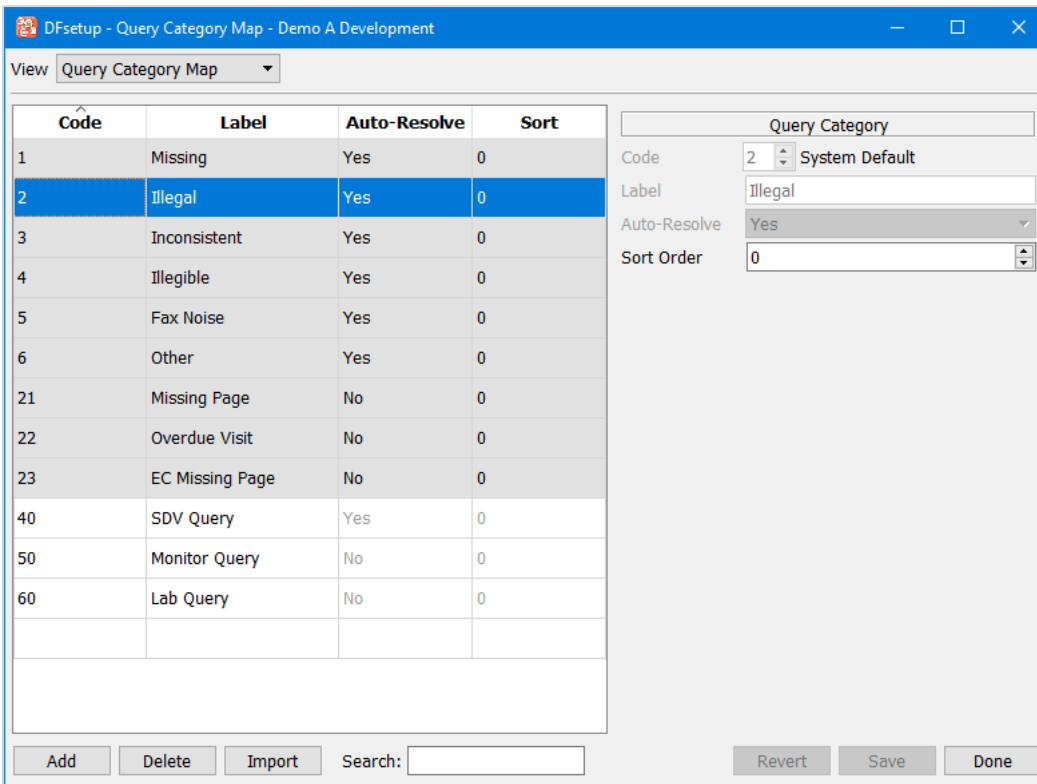 DFsetup - Query Category Map - Demo A Development
View Query Category Map
Code Label Auto-Resolve Sort
1 Missing Yes 0
2 Illegal Yes 0
3 Inconsistent Yes 0
4 Illegible Yes 0
5 Fax Noise Yes 0
6 Other Yes 0
21 Missing Page No 0
22 Overdue Visit No 0
23 EC Missing Page No 0
40 SDV Query Yes 0
50 Monitor Query No 0
60 Lab Query No 0
Query Category
Code 2 System Default
Label Illegal
Auto-Resolve Yes
Sort Order 0
Add Delete Import Search: Revert Save Done